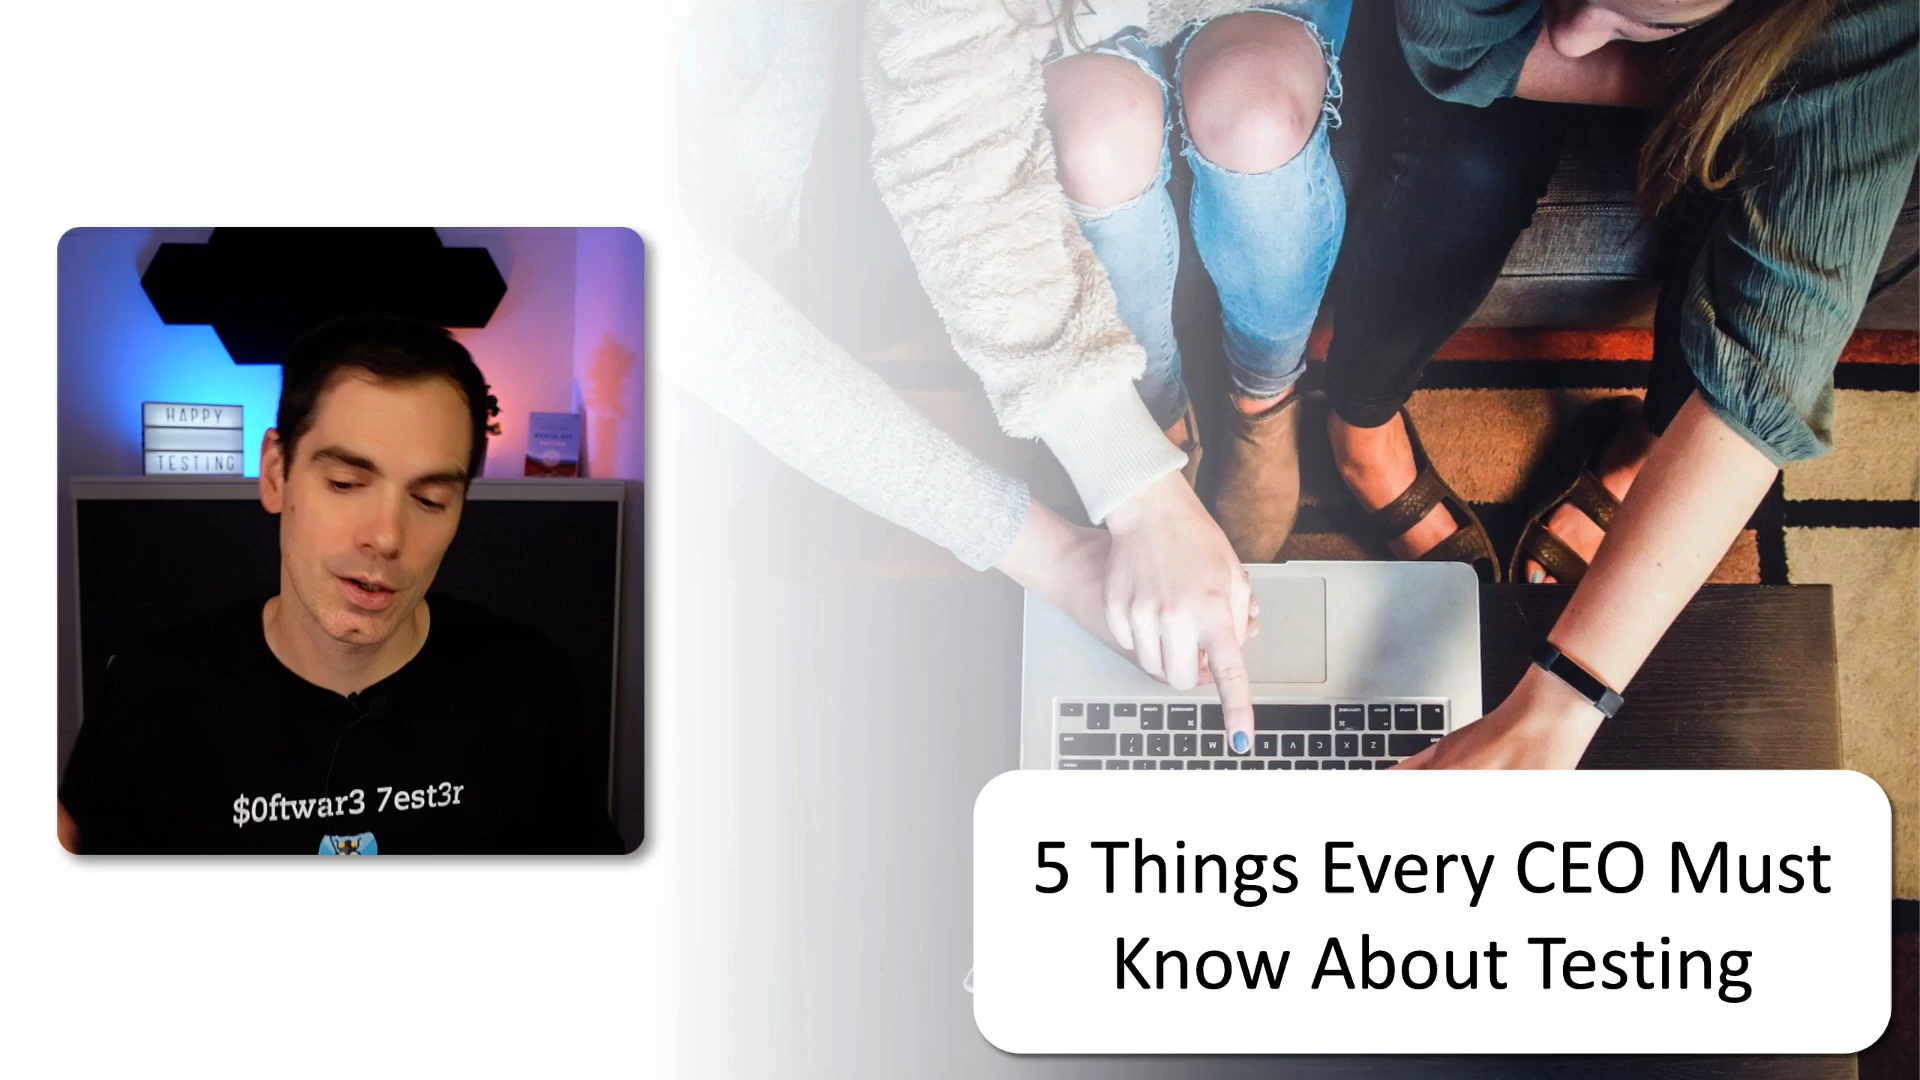 HAPPY
TESTING
$0ftwar3 7est3r
5 Things Every CEO Must
Know About Testing